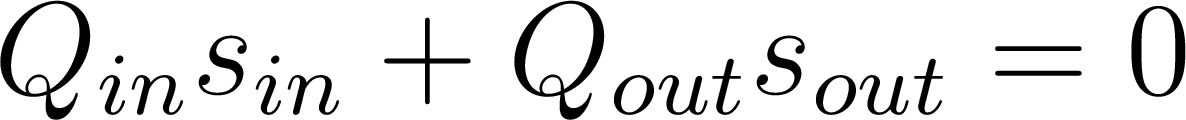 Q_{in}s_{in} + Q_{out}s_{out} = 0